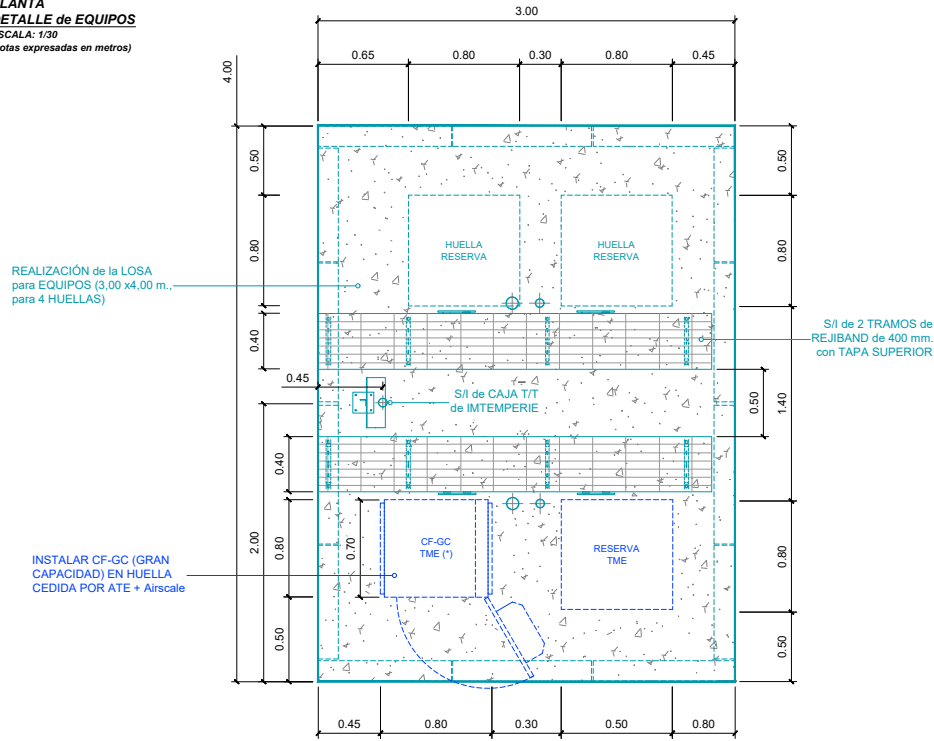 LANTA
DETALLE de EQUIPOS
SCALA: 1/30
otas expresadas en metros)
3.00
0.65
0.80
0.30
0.80
0.45
4.00
0.50
0.50
0.80
0.80
HUELLA
RESERVA
HUELLA
RESERVA
REALIZACIÓN de la LOSA
para EQUIPOS (3,00 x4,00 m.,
para 4 HUELLAS)
0.40
S/I de 2 TRAMOS de
REJIBAND de 400 mm.
con TAPA SUPERIOR
0.45
S/I de CAJA T/T
de IMTEMPERIE
0.50
1.40
0.40
2.00
0.80
0.70
CF-GC
TME (*)
RESERVA
TME
0.80
INSTALAR CF-GC (GRAN
CAPACIDAD) EN HUELLA
CEDIDA POR ATE + Airscale
0.50
0.50
0.45
0.80
0.30
0.50
0.80